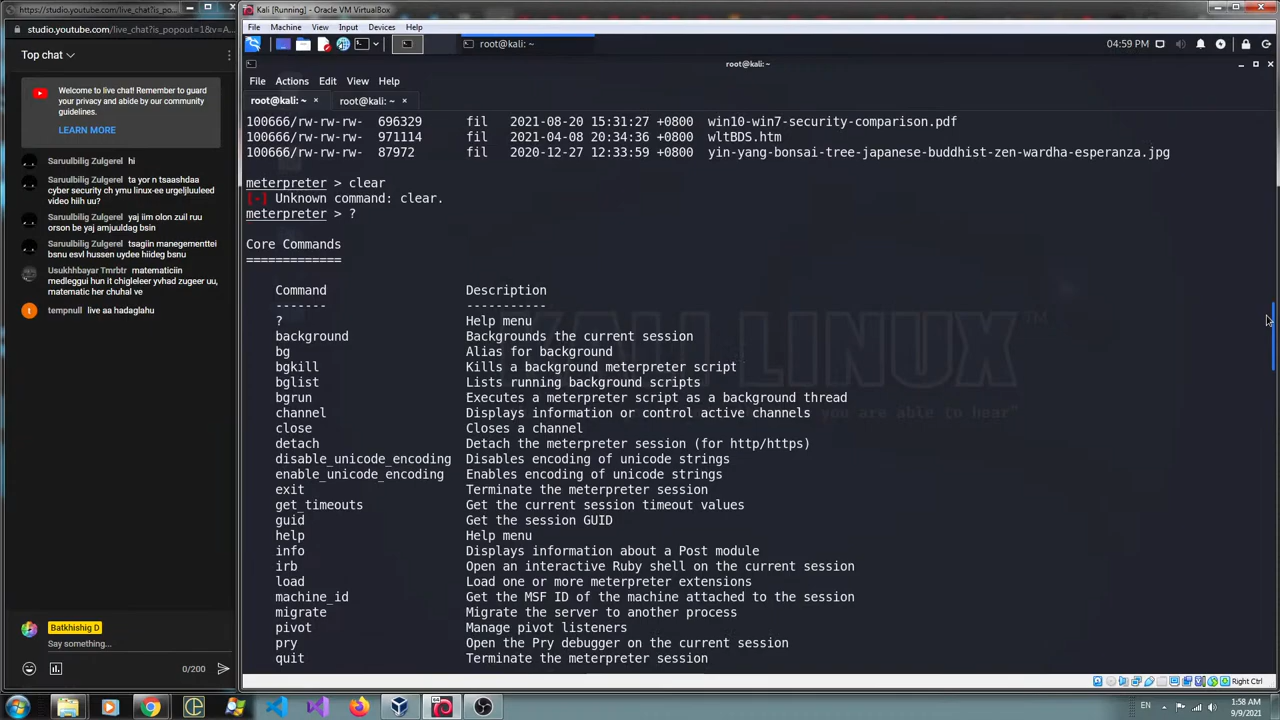 https://studio.youtube.com/live_chat?is_po...
studio.youtube.com/live_chat?is_popout=1&v=A...
Top chat
Welcome to live chat! Remember to guard
your privacy and abide by our community
guidelines.
LEARN MORE
Saruulbilig Zulgerel hi
Saruulbilig Zulgerel ta yor n tsaashdaa
cyber security ch ymu linux-ee urgeljluuleed
video hiih uu?
Saruulbilig Zulgerel yaj iim olon zuil ruu
orson be yaj amjuuldag bsin
Saruulbilig Zulgerel tsagiin manegementtei
bsnu esvl hussen uydee hiideg bsnu
Usukhhbayar Tmrbtr matematiciin
medleggui hun it chigleleer yvhad zugeer uu,
matematic her chuhal ve
tempnull live aa hadaglahu
Batkhishig D
Say something...
0/200
Kali [Running] - Oracle VM VirtualBox
File Machine View Input Devices Help
root@kali: ~
04:59 PM
root@kali:~
File Actions Edit View Help
root@kali: ~ × root@kali: ~ ×
100666/rw-rw-rw- 696329 fil 2021-08-20 15:31:27 +0800 win10-win7-security-comparison.pdf
100666/rw-rw-rw- 971114 fil 2021-04-08 20:34:36 +0800 wltBDS.htm
100666/rw-rw-rw- 87972 fil 2020-12-27 12:33:59 +0800 yin-yang-bonsai-tree-japanese-buddhist-zen-wardha-esperanza.jpg
meterpreter > clear
[-] Unknown command: clear.
meterpreter > ?
Core Commands
=============
Command Description
------- -----------
? Help menu
background Backgrounds the current session
bg Alias for background
bgkill Kills a background meterpreter script
bglist Lists running background scripts
bgrun Executes a meterpreter script as a background thread
channel Displays information or control active channels
close Closes a channel
detach Detach the meterpreter session (for http/https)
disable_unicode_encoding Disables encoding of unicode strings
enable_unicode_encoding Enables encoding of unicode strings
exit Terminate the meterpreter session
get_timeouts Get the current session timeout values
guid Get the session GUID
help Help menu
info Displays information about a Post module
irb Open an interactive Ruby shell on the current session
load Load one or more meterpreter extensions
machine_id Get the MSF ID of the machine attached to the session
migrate Migrate the server to another process
pivot Manage pivot listeners
pry Open the Pry debugger on the current session
quit Terminate the meterpreter session
KALI LINUX™
you are able to hear"
Right Ctrl
EN
1:58 AM
9/9/2021